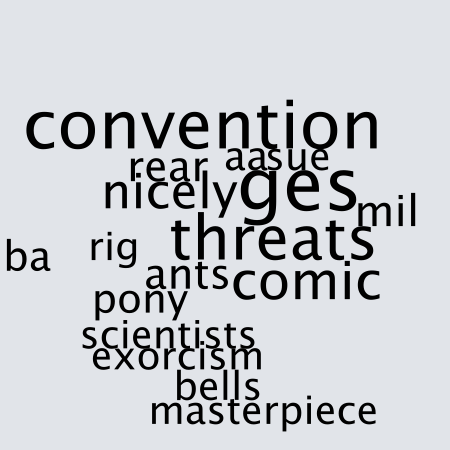 convention
aasue
rear
nicely
ges
mil
threats
rig
ba
ants
comic
pony
scientists
exorcism
bells
masterpiece